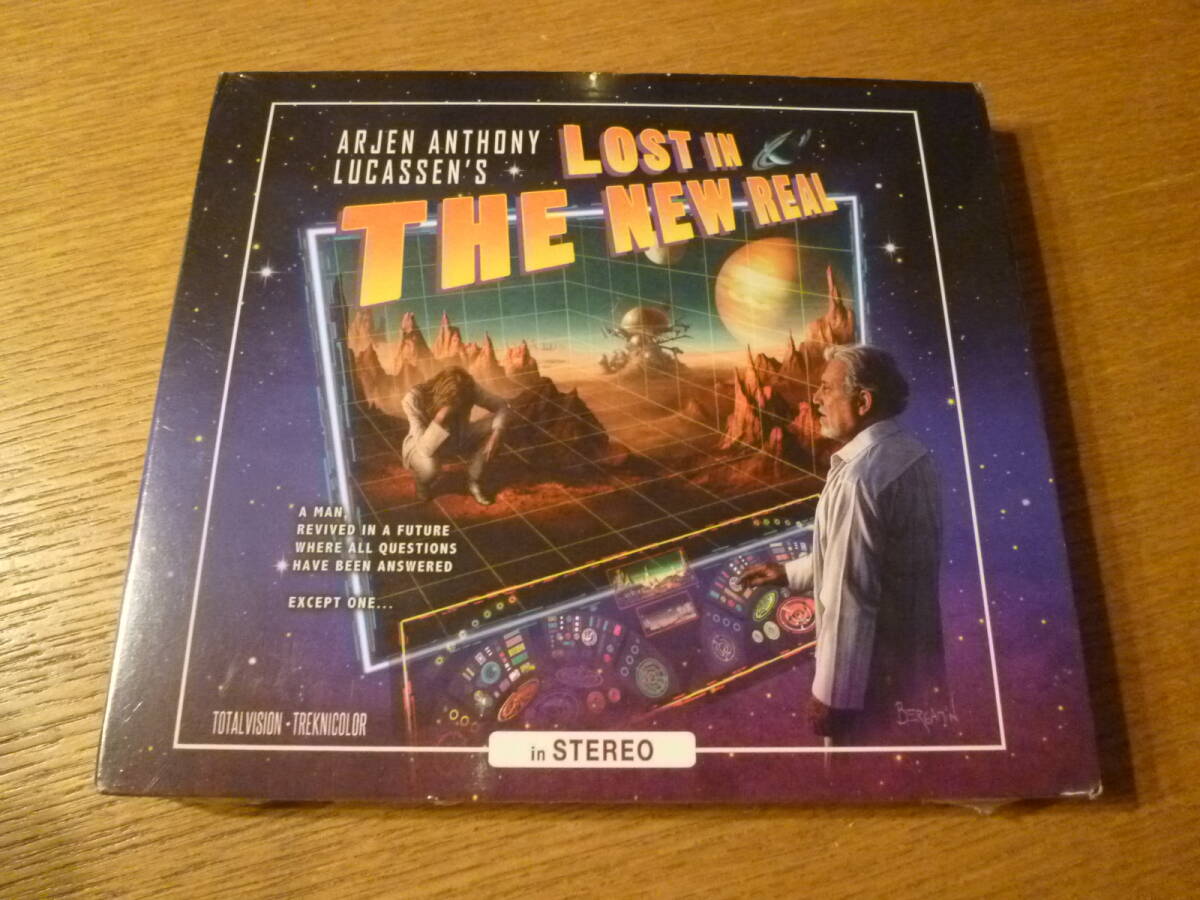 ARJEN ANTHONY
LUCASSEN'S
LOST IN
THE NEW REAL
A MAN,
REVIVED IN A FUTURE
WHERE ALL QUESTIONS
HAVE BEEN ANSWERED
EXCEPT ONE...
TOTALVISION • TREKNICOLOR
in STEREO
BERGAMIN